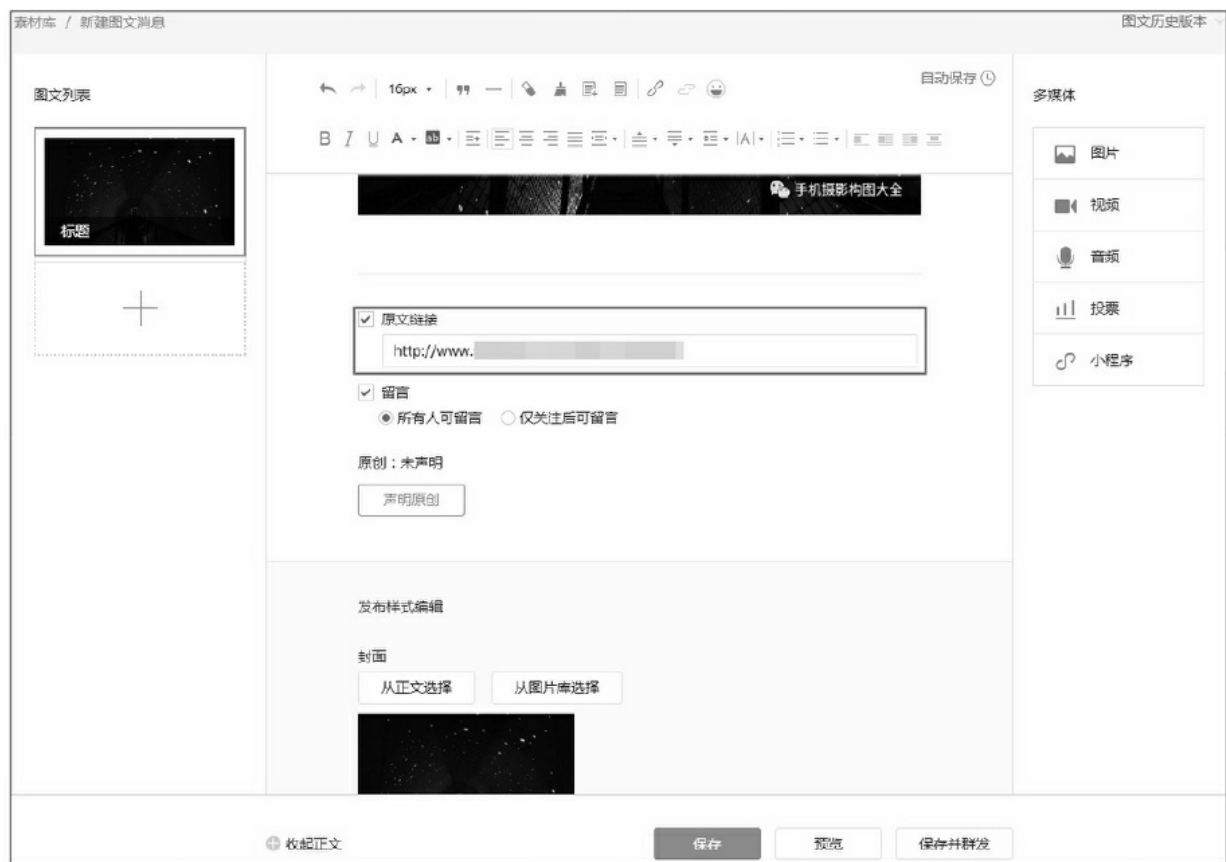 素材库 / 新建图文消息
图文历史版本
图文列表
标题
16px
自动保存
B I U A ab
|A|
手机摄影构图大全
原文链接
http://www.
留言
所有人可留言 仅关注后可留言
原创：未声明
声明原创
发布样式编辑
封面
从正文选择 从图片库选择
多媒体
图片
视频
音频
投票
小程序
收起正文
保存 预览 保存并群发